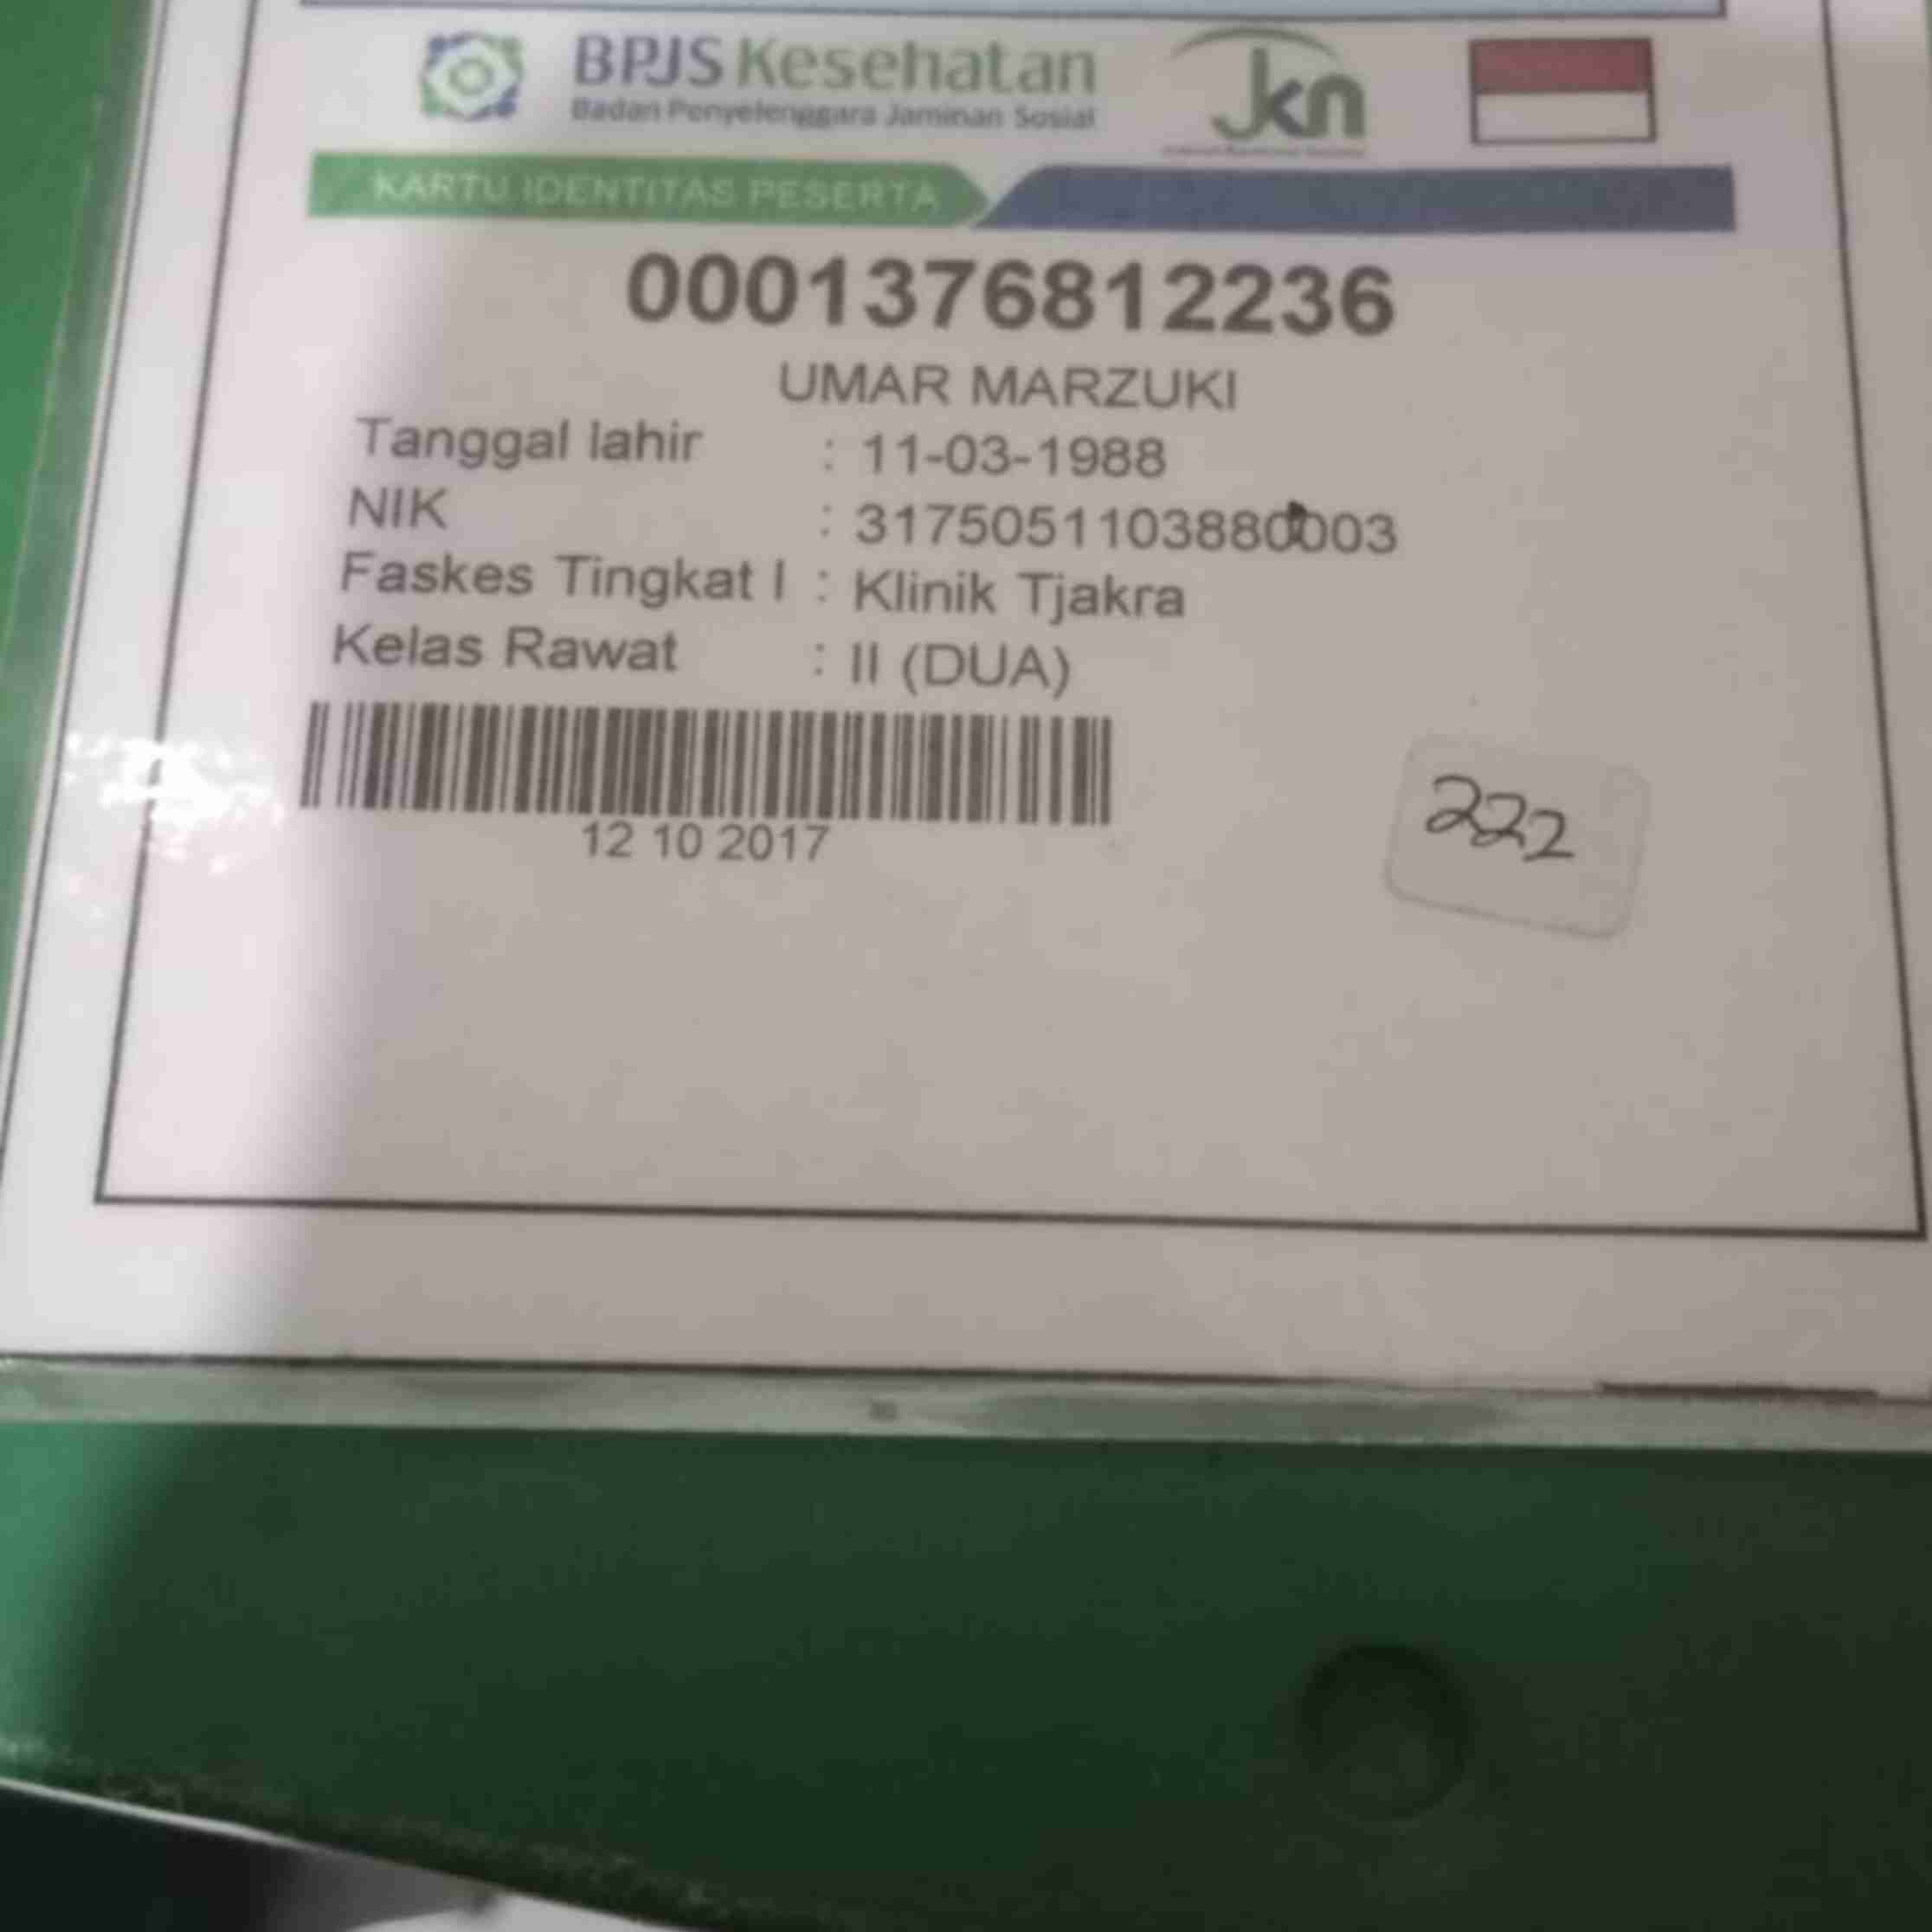 BPJS Kesehatan
Badan Penyelenggara Jaminan Sosial
Jkn
KARTU IDENTITAS PESERTA
0001376812236
UMAR MARZUKI
Tanggal lahir : 11-03-1988
NIK : 3175051103880003
Faskes Tingkat I : Klinik Tjakra
Kelas Rawat : II (DUA)
12 10 2017
222